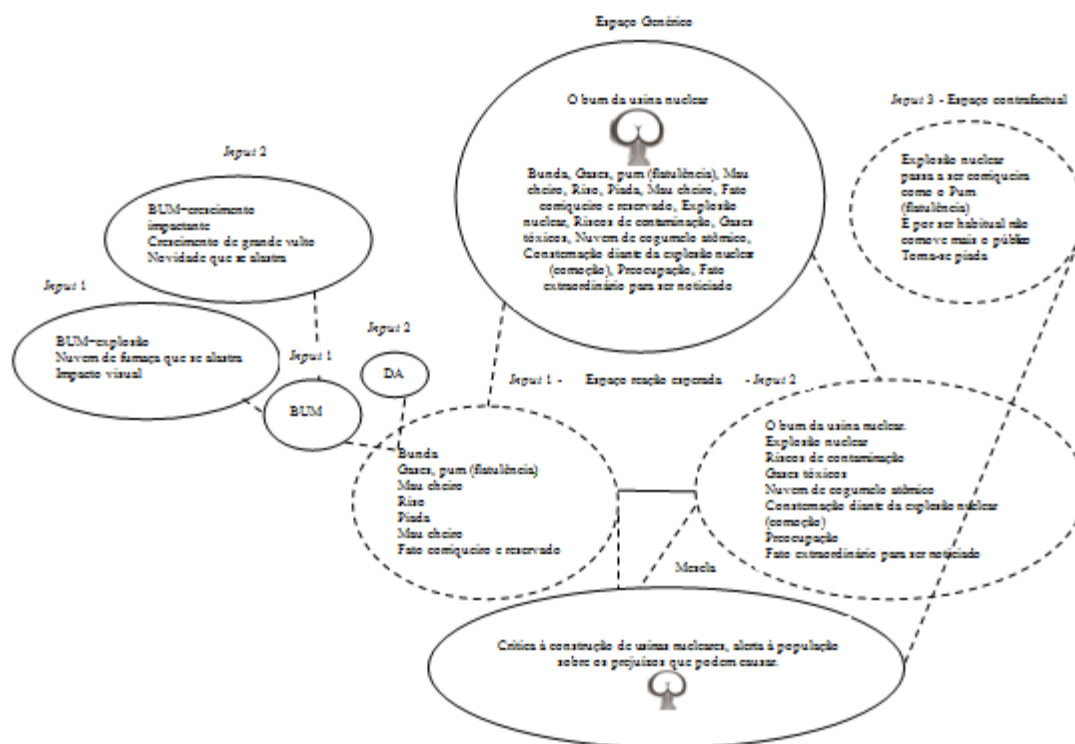 Espaço Genérico
O bum da usina nuclear
Bunda, Gases, pum (flatulência), Mau
cheiro, Riso, Piada, Mau cheiro, Fato
corriqueiro e reservado, Explosão
nuclear, Riscos de contaminação, Gases
tóxicos, Nuvem de cogumelo atômico,
Consternação diante da explosão nuclear
(comoção), Preocupação, Fato
extraordinário para ser noticiado
Input 3 - Espaço contrafactual
Explosão nuclear
passa a ser corriqueira
como o Pum
(flatulência)
É por ser habitual não
comove mais o público
Torna-se piada
Input 2
BUM=crescimento
impactante
Crescimento de grande vulto
Novidade que se alastra
Input 1
BUM=explosão
Nuvem de fumaça que se alastra
Impacto visual
Input 1
BUM
Input 2
DA
Input 1 - Espaço reação esperada - Input 2
Bunda
Gases, pum (flatulência)
Mau cheiro
Riso
Piada
Mau cheiro
Fato corriqueiro e reservado
O bum da usina nuclear.
Explosão nuclear
Riscos de contaminação
Gases tóxicos
Nuvem de cogumelo atômico
Consternação diante da explosão nuclear
(comoção)
Preocupação
Fato extraordinário para ser noticiado
Mescla
Crítica à construção de usinas nucleares, alerta à população
sobre os prejuízos que podem causar.